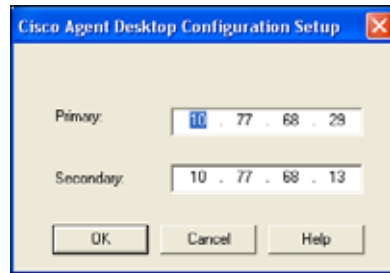 Cisco Agent Desktop Configuration Setup
Primary: 10 . 77 . 68 . 29
Secondary: 10 . 77 . 68 . 13
OK Cancel Help